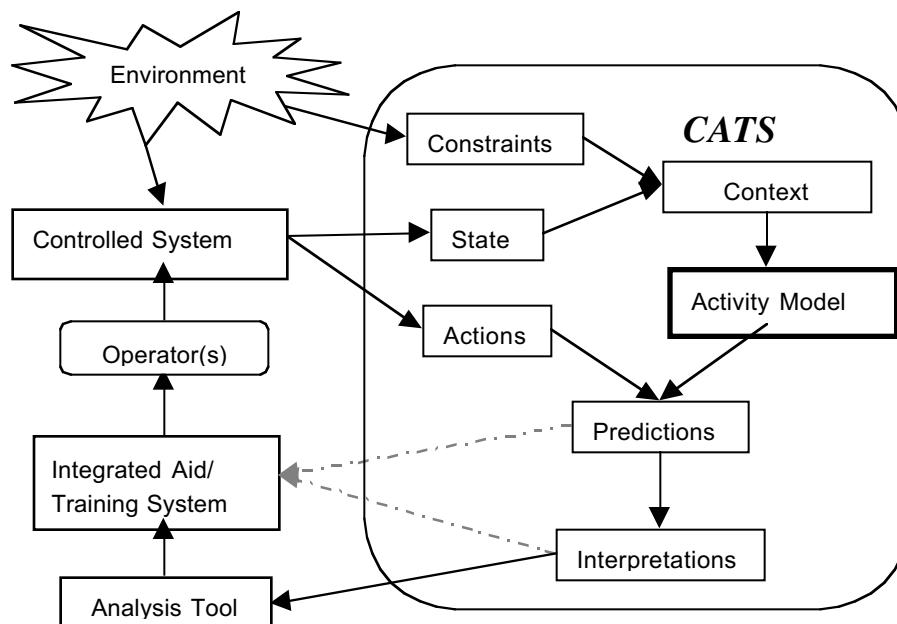 Environment
CATS
Constraints
Context
Controlled System
State
Activity Model
Actions
Operator(s)
Predictions
Integrated Aid/
Training System
Interpretations
Analysis Tool